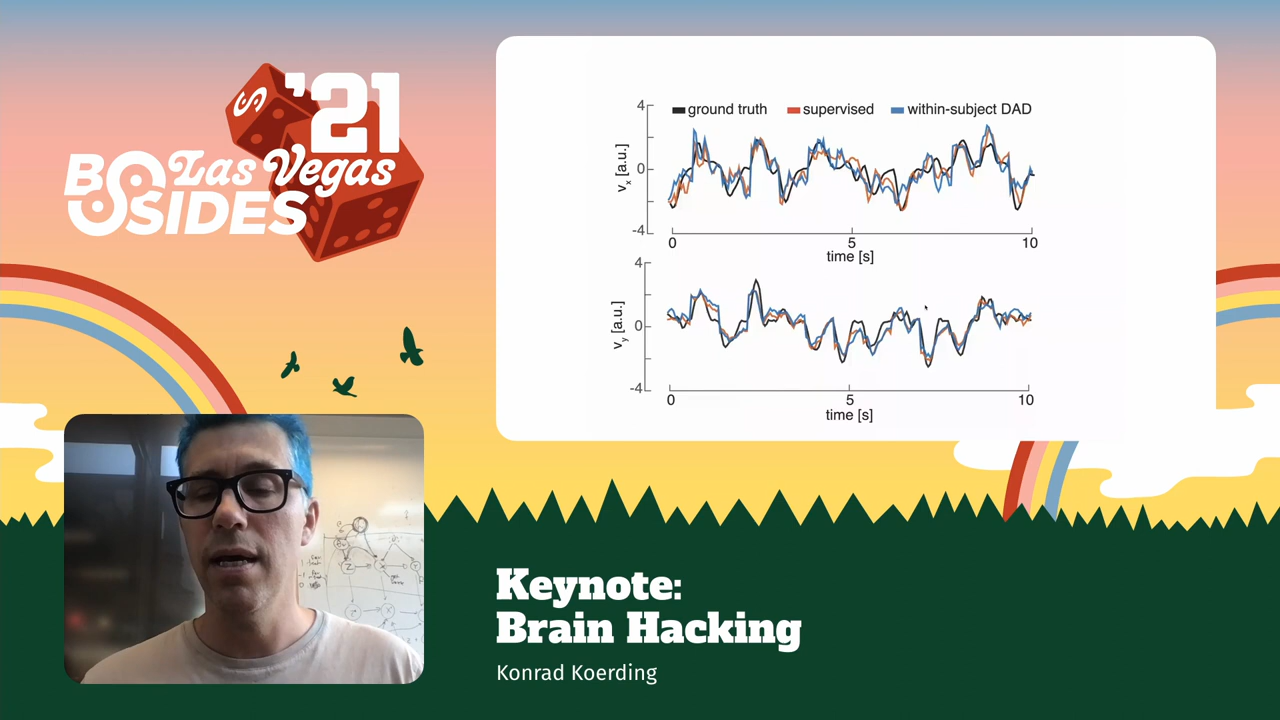 '21
BSIDES
Las Vegas
4
0
-4
vx [a.u.]
ground truth
supervised
within-subject DAD
0
5
10
time [s]
4
0
-4
vy [a.u.]
0
5
10
time [s]
Keynote:
Brain Hacking
Konrad Koerding